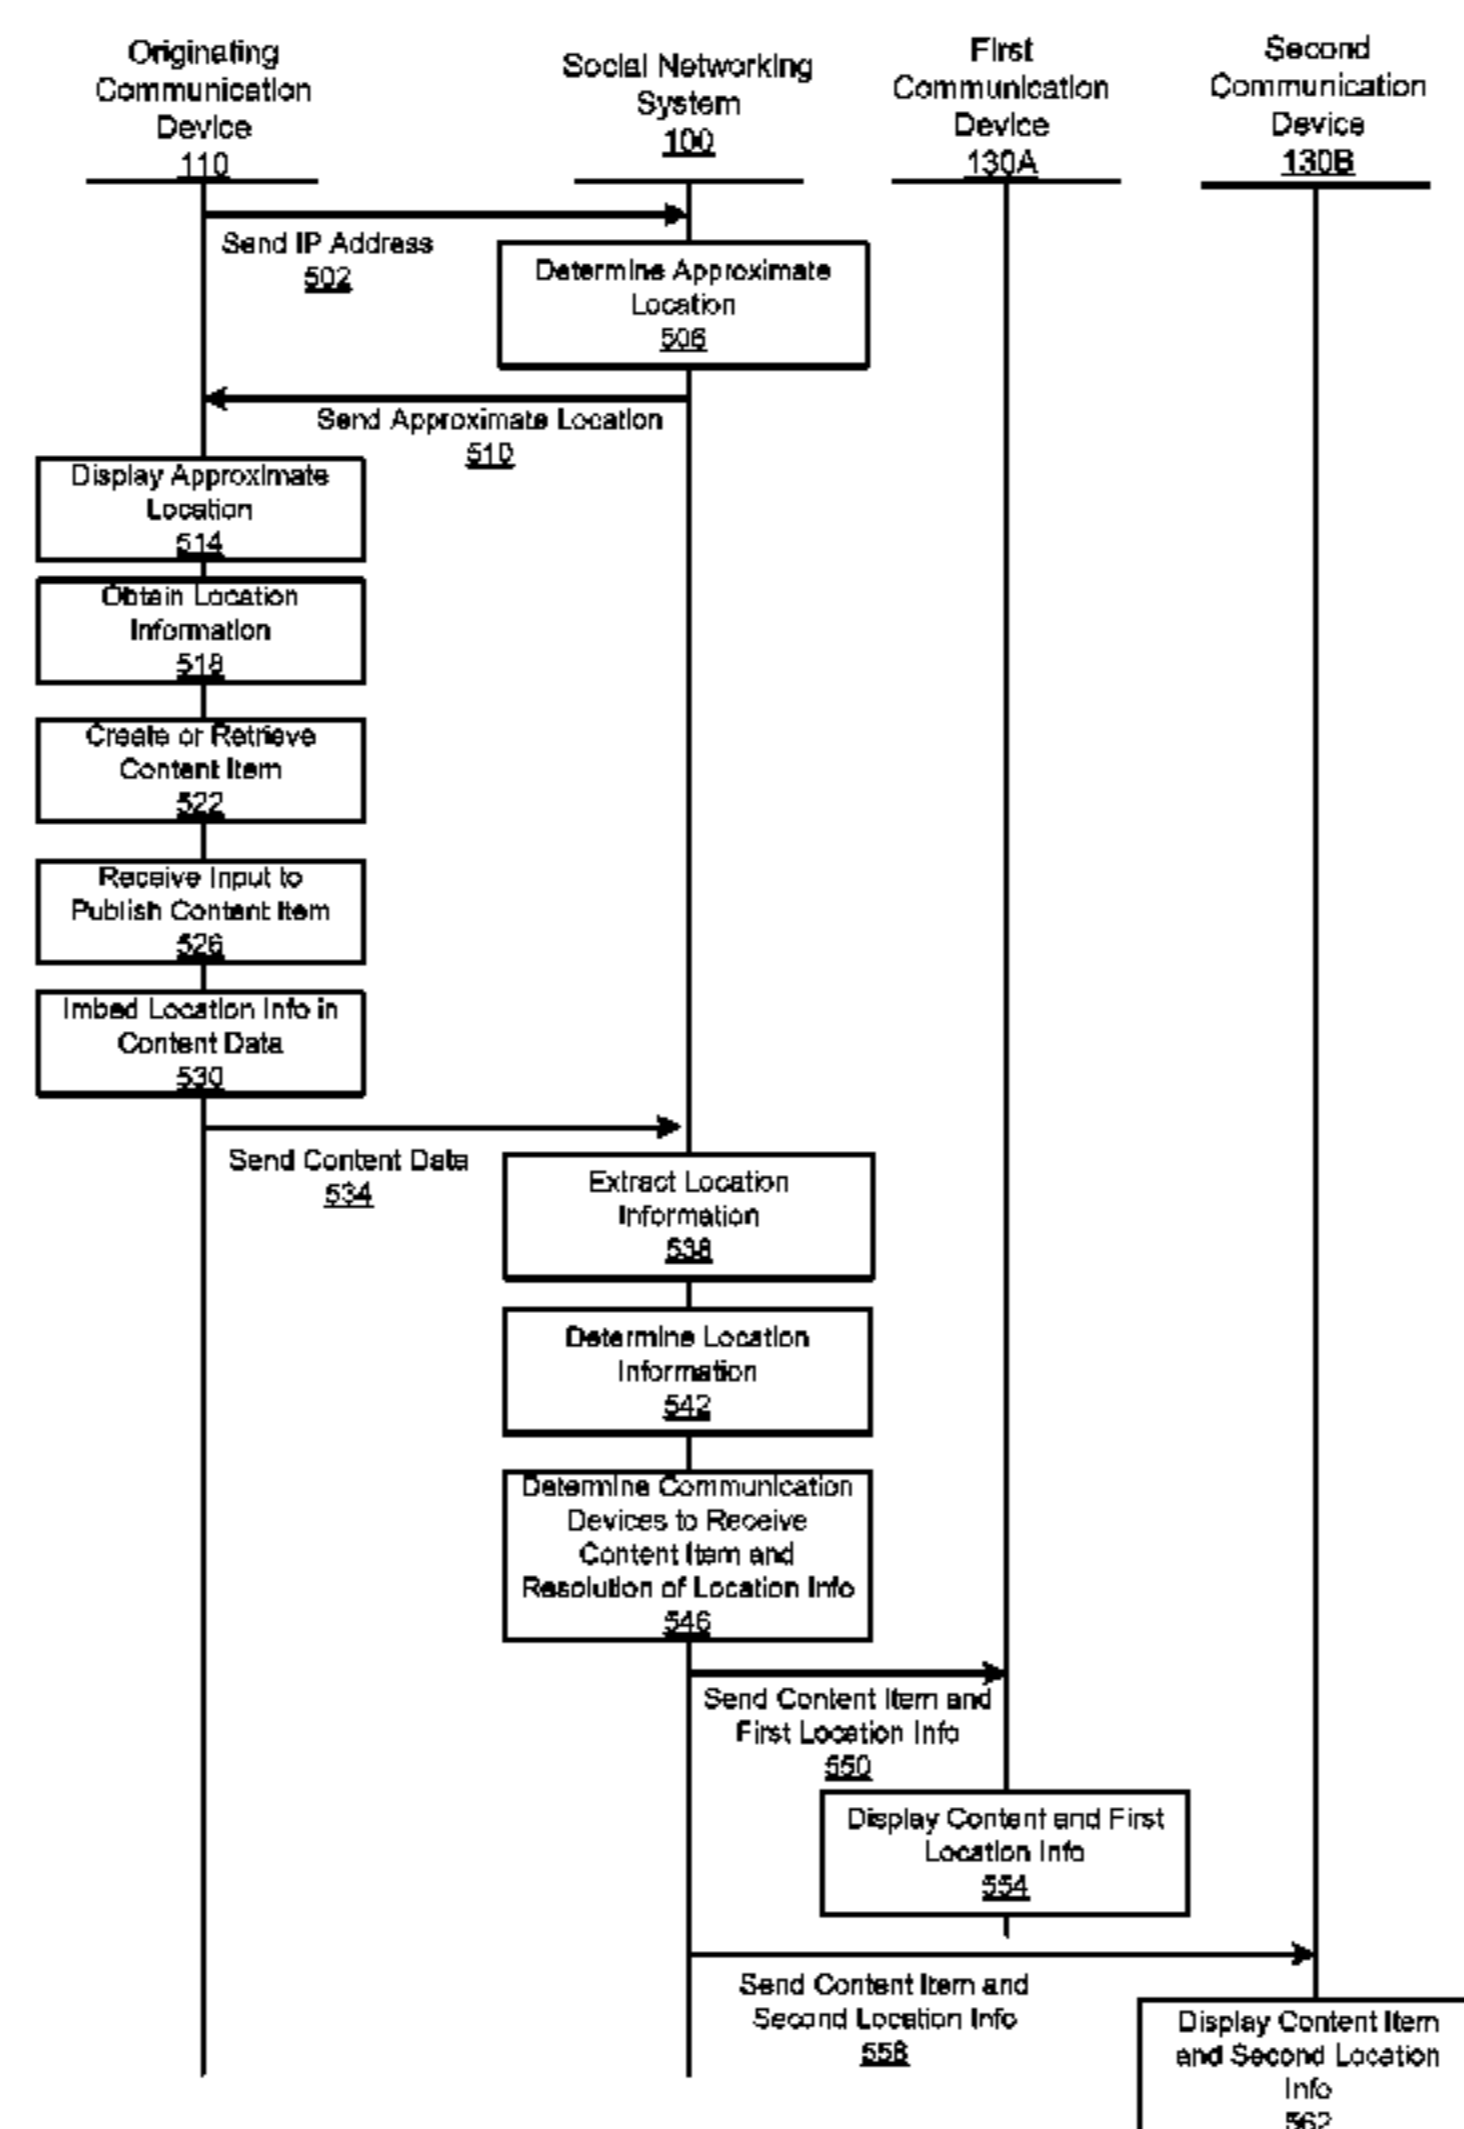 Originating
Communication
Device
110
Social Networking
System
100
First
Communication
Device
130A
Second
Communication
Device
130B
Send IP Address
502
Determine Approximate
Location
506
Send Approximate Location
510
Display Approximate
Location
514
Obtain Location
Information
518
Create or Retrieve
Content Item
522
Receive Input to
Publish Content Item
526
Imbed Location Info in
Content Data
530
Send Content Data
534
Extract Location
Information
538
Determine Location
Information
542
Determine Communication
Devices to Receive
Content Item and
Resolution of Location Info
546
Send Content Item and
First Location Info
550
Display Content and First
Location Info
554
Send Content Item and
Second Location Info
558
Display Content Item
and Second Location
Info
562